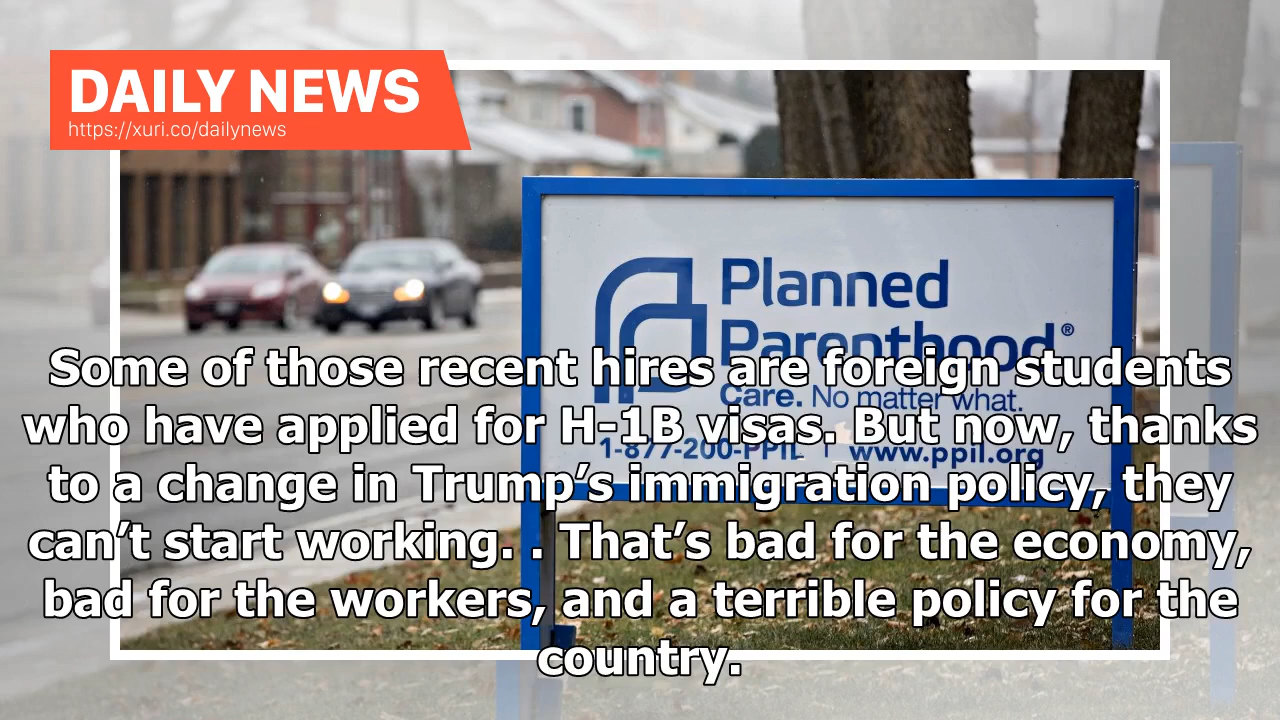 DAILY NEWS
https://xuri.co/dailynews
Planned
Parenthood®
Care. No matter what.
1-877-200-PPIL | www.ppil.org
Some of those recent hires are foreign students
who have applied for H-1B visas. But now, thanks
to a change in Trump’s immigration policy, they
can’t start working. . That’s bad for the economy,
bad for the workers, and a terrible policy for the
country.